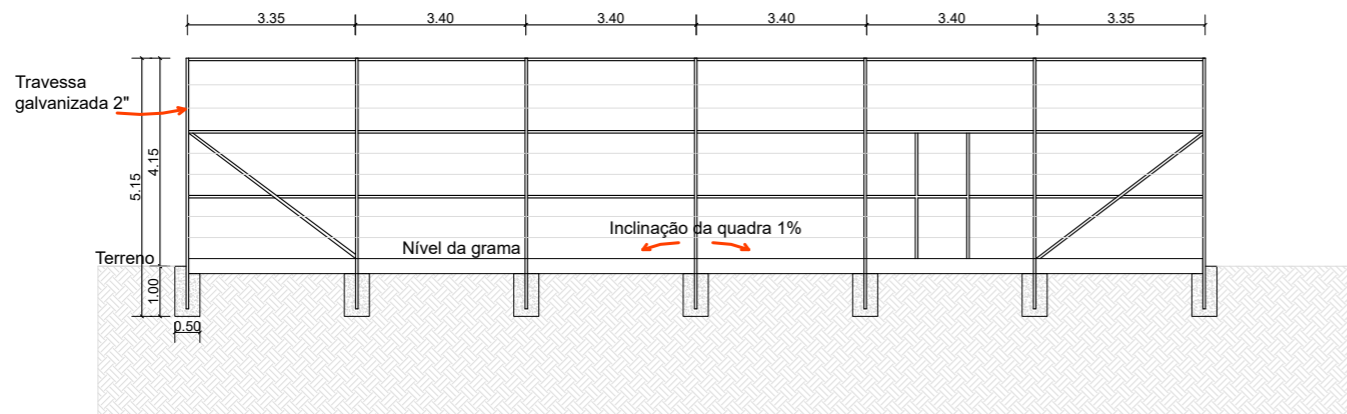 3.35 3.40 3.40 3.40 3.40 3.35
Travessa
galvanizada 2"
5.15
4.15
Inclinação da quadra 1%
Nível da grama
Terreno
1.00
0.50